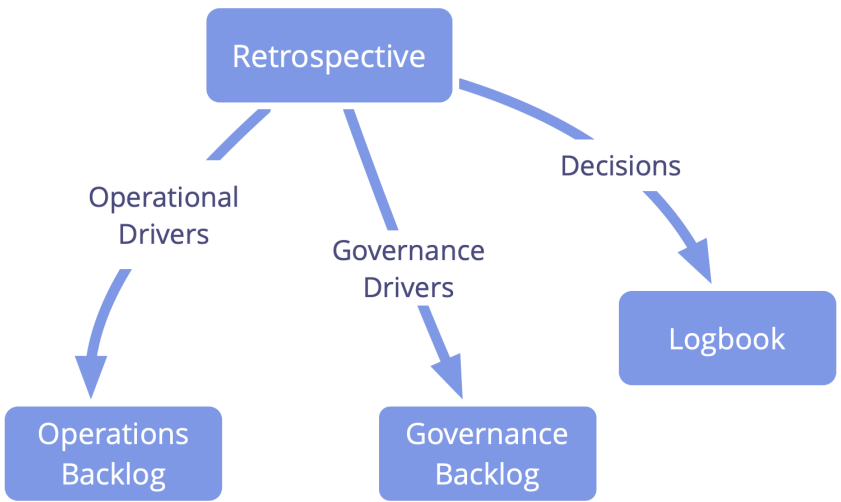 Retrospective
Decisions
Operational
Drivers
Governance
Drivers
Logbook
Operations
Backlog
Governance
Backlog